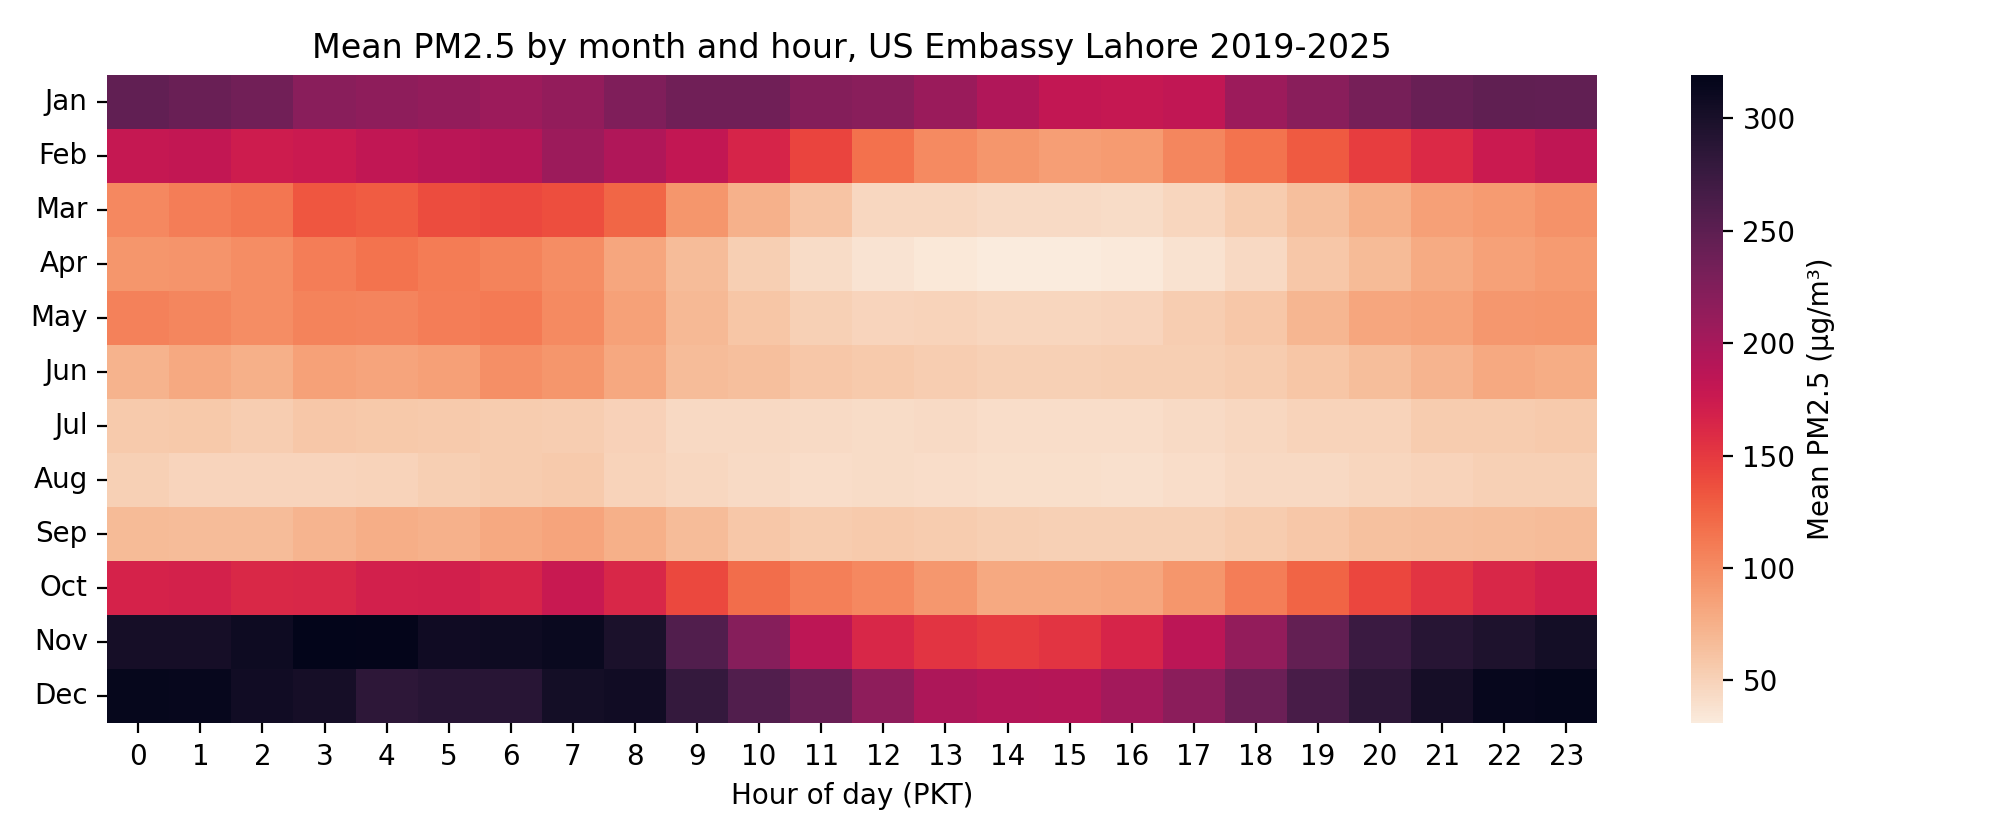 Mean PM2.5 by month and hour, US Embassy Lahore 2019-2025
Jan
Feb
Mar
Apr
May
Jun
Jul
Aug
Sep
Oct
Nov
Dec
0 1 2 3 4 5 6 7 8 9 10 11 12 13 14 15 16 17 18 19 20 21 22 23
Hour of day (PKT)
300
250
200
150
100
50
Mean PM2.5 (µg/m³)